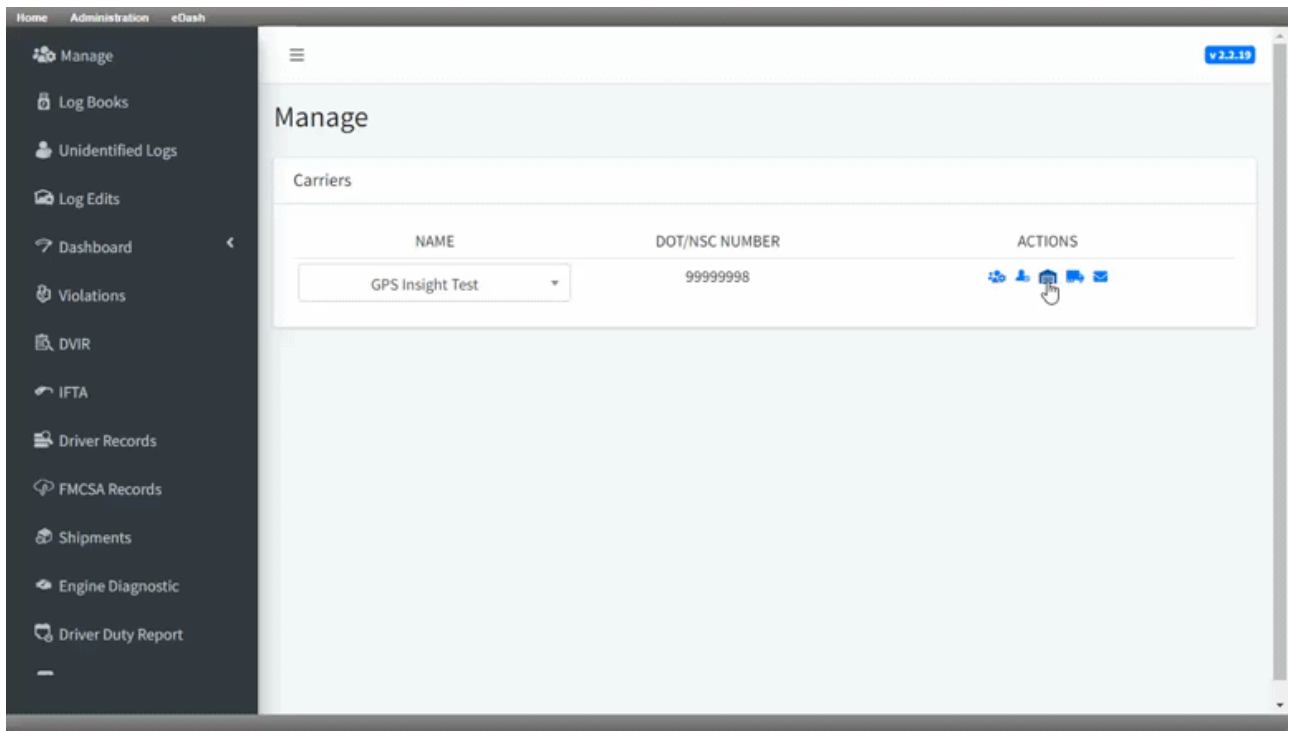 Home Administration eDash
Manage
Log Books
Unidentified Logs
Log Edits
Dashboard
Violations
DVIR
IFTA
Driver Records
FMCSA Records
Shipments
Engine Diagnostic
Driver Duty Report
v 2.2.19
Manage
Carriers
NAME DOT/NSC NUMBER ACTIONS
GPS Insight Test 99999998